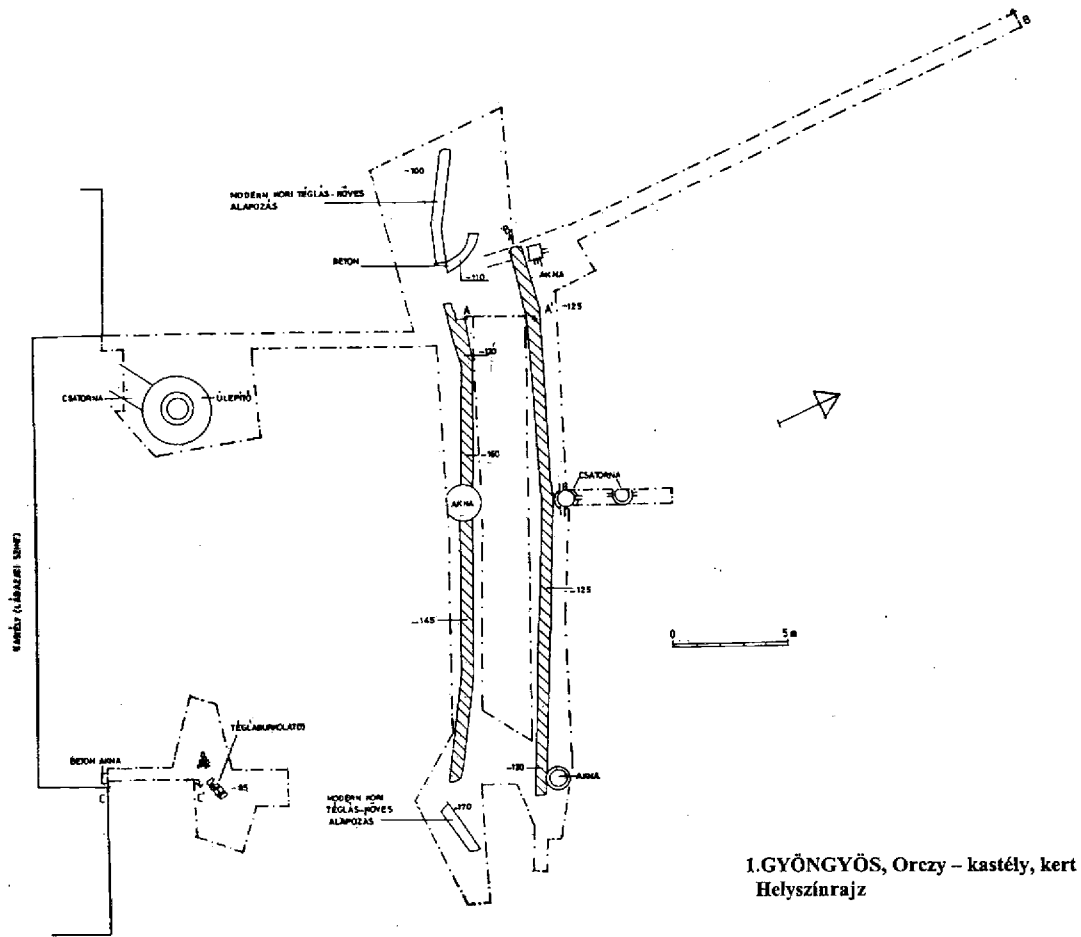 B
-100
MODERN KORI TÉGLÁS-KÖVES
ALAPOZÁS
B
BETON
-110
AKNA
A
A'
-125
-130
CSATORNA
ÜLEPÍTŐ
-160
CSATORNA
AKNA
KASTÉLY (LÁBAZATI SZINT)
-125
-145
0 5 m
TÉGLABURKOLAT(?)
BETON AKNA
-130
AKNA
-85
C
C'
MODERN KORI
TÉGLÁS-KÖVES
ALAPOZÁS
-170
1.GYÖNGYÖS, Orczy – kastély, kert
Helyszínrajz